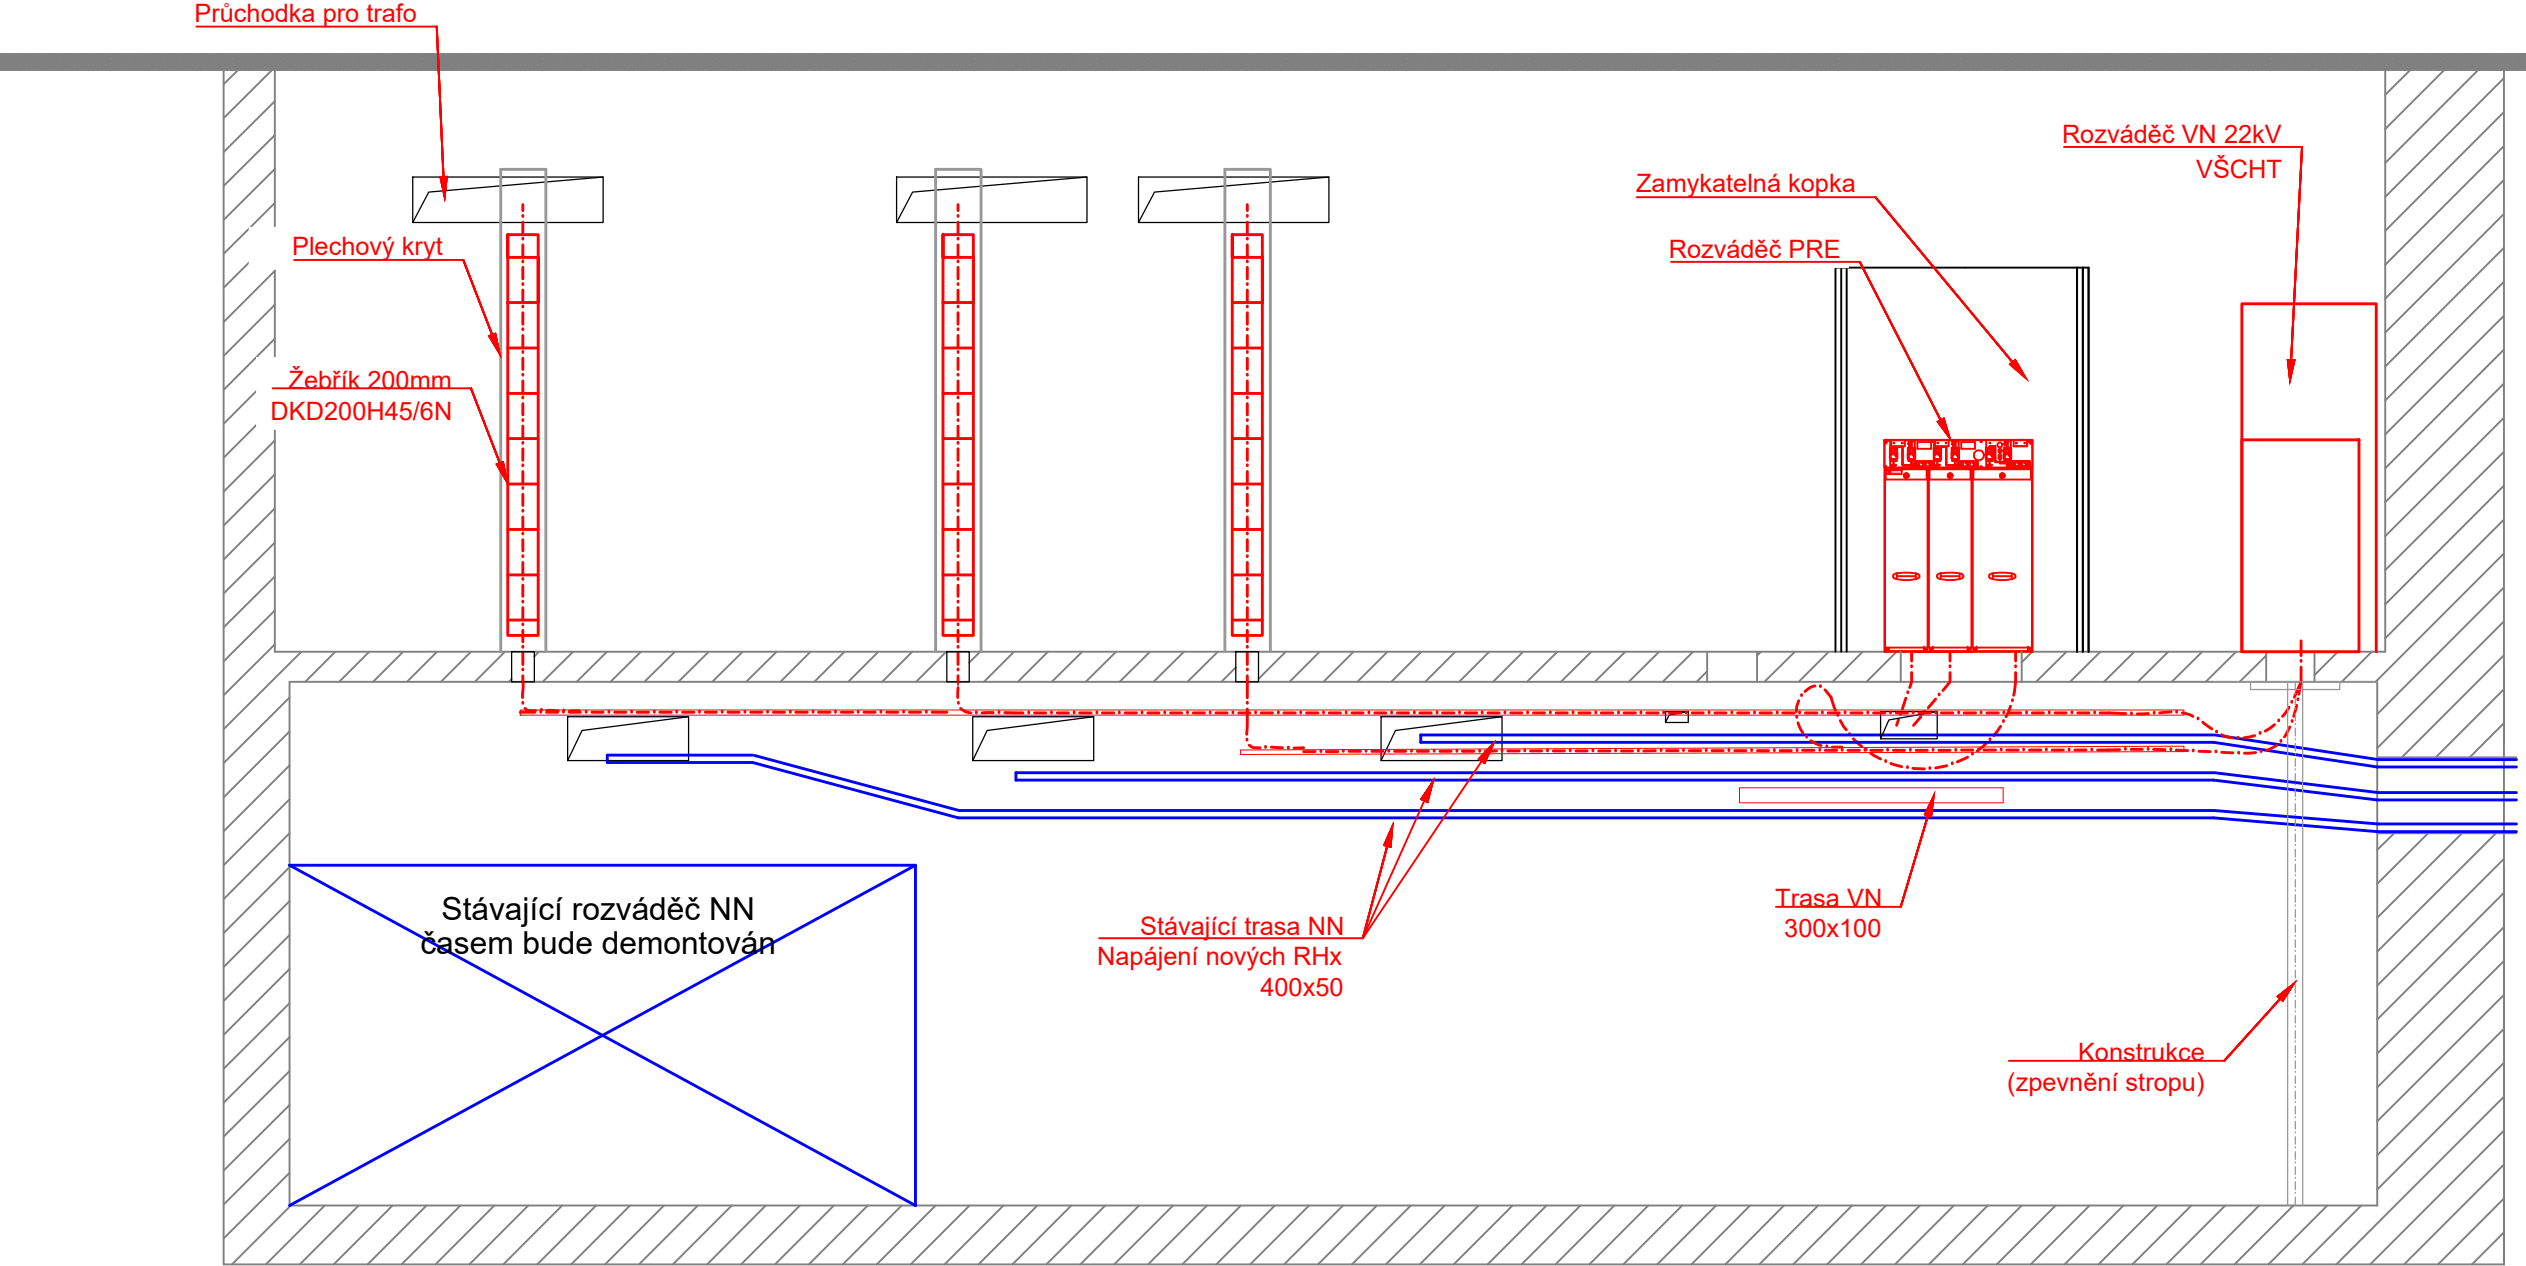 Průchodka pro trafo
Rozváděč VN 22kV
VŠCHT
Zamykatelná kopka
Plechový kryt
Rozváděč PRE
Žebřík 200mm
DKD200H45/6N
Stávající rozváděč NN
časem bude demontován
Stávající trasa NN
Napájení nových RHx
400x50
Trasa VN
300x100
Konstrukce
(zpevnění stropu)